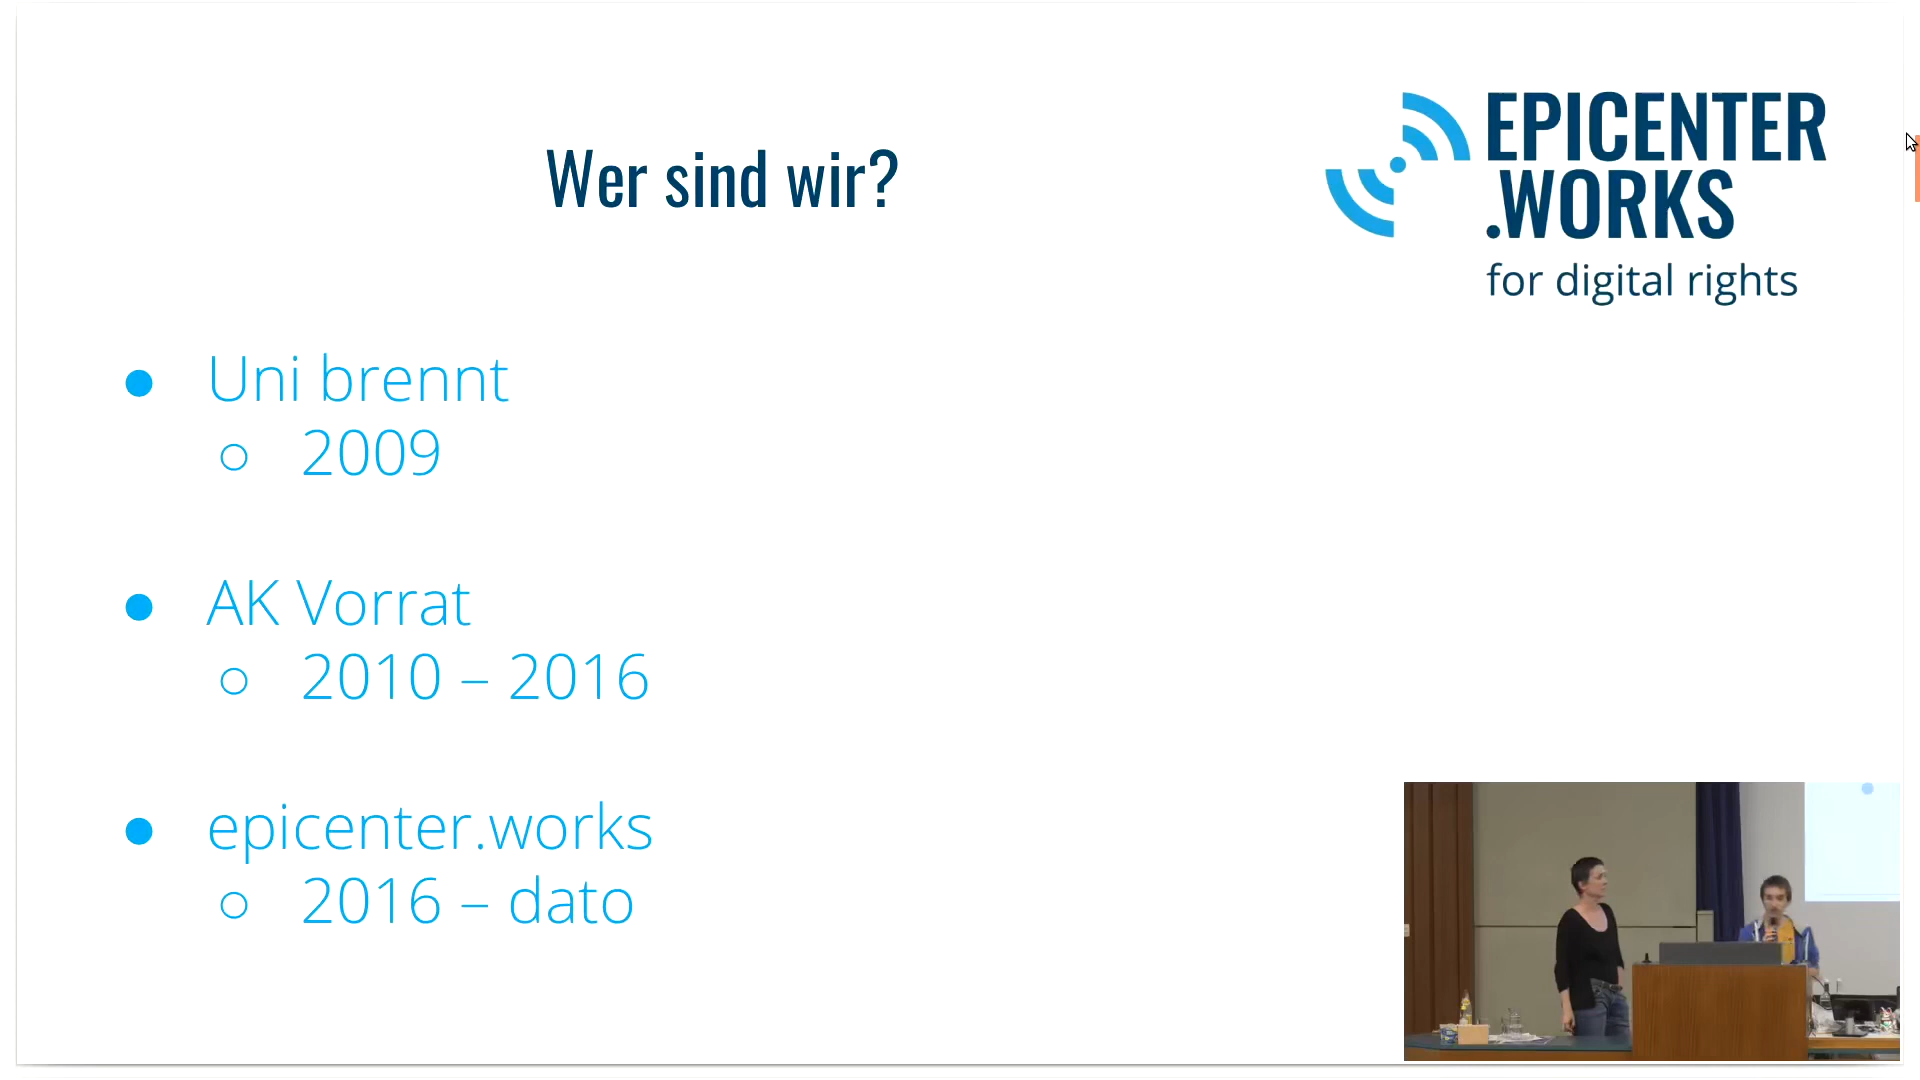 Wer sind wir?
EPICENTER
.WORKS
for digital rights
● Uni brennt
○ 2009
● AK Vorrat
○ 2010 – 2016
● epicenter.works
○ 2016 – dato